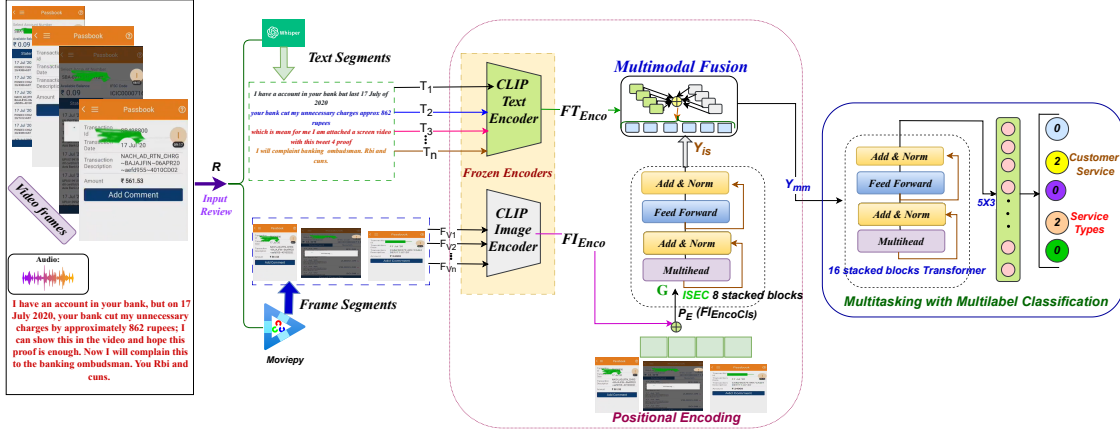 Passbook
Passbook
₹ 0.09
Transaction Id
Transaction Date
17 Jul '20
Transaction Description
NACH_AD_RTN_CHRG
~BAJAJFIN~06APR20
~aefd955~4010C002
Amount
₹ 561.53
Add Comment
Video frames
Audio:
I have an account in your bank, but on 17
July 2020, your bank cut my unnecessary
charges by approximately 862 rupees; I
can show this in the video and hope this
proof is enough. Now I will complain this
to the banking ombudsman. You Rbi and
cuns.
R
Input
Review
Whisper
Text Segments
I have a account in your bank but last 17 July of
2020
your bank cut my unnecessary charges approx 862
rupees
which is mean for me I am attached a screen video
with this tweet 4 proof
I will complaint banking ombudsman. Rbi and
cuns.
T1
T2
T3
Tn
Frame Segments
Moviepy
FV1
FV2
FVn
CLIP
Text
Encoder
Frozen Encoders
CLIP
Image
Encoder
FTEnco
FIEnco
Multimodal Fusion
Yis
Add & Norm
Feed Forward
Add & Norm
Multihead
G
ISEC 8 stacked blocks
PE (FIEncoCls)
Positional Encoding
Ymm
Add & Norm
Feed Forward
Add & Norm
Multihead
16 stacked blocks Transformer
5X3
0
2
Customer
Service
0
2
Service
Types
0
Multitasking with Multilabel Classification